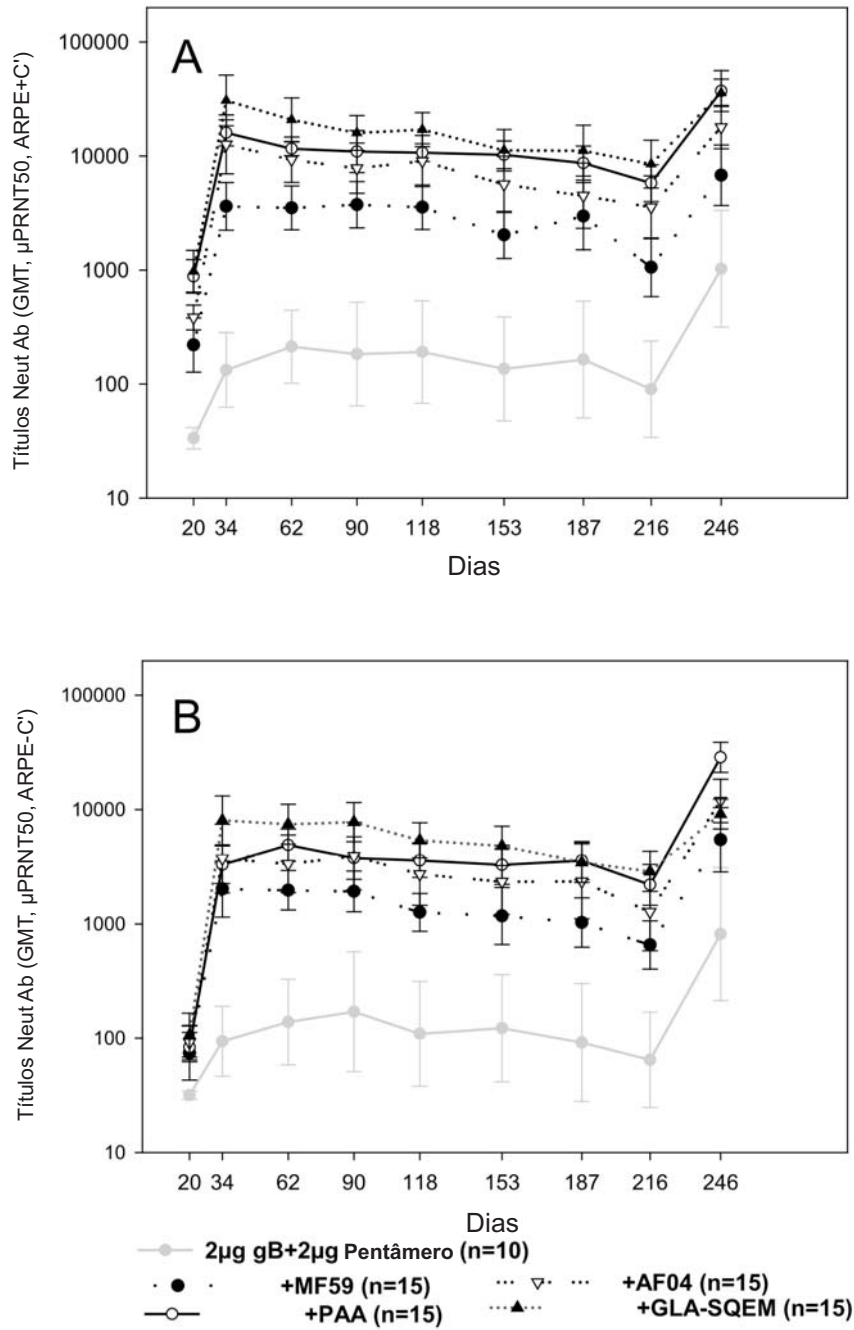 A
Títulos Neut Ab (GMT, µPRNT50, ARPE+C')
100000
10000
1000
100
10
20 34 62 90 118 153 187 216 246
Dias
B
Títulos Neut Ab (GMT, µPRNT50, ARPE-C')
100000
10000
1000
100
10
20 34 62 90 118 153 187 216 246
Dias
2µg gB+2µg Pentâmero (n=10)
+MF59 (n=15) +AF04 (n=15)
+PAA (n=15) +GLA-SQEM (n=15)